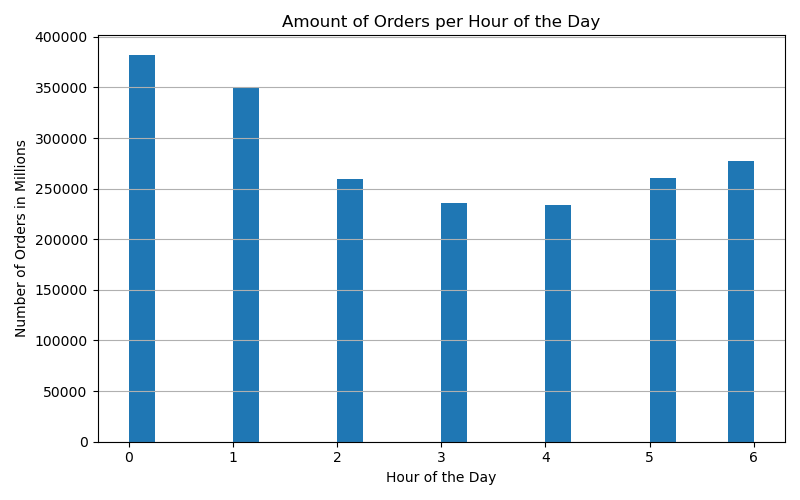 Amount of Orders per Hour of the Day
400000
350000
300000
250000
200000
150000
100000
50000
0
Number of Orders in Millions
0 1 2 3 4 5 6
Hour of the Day